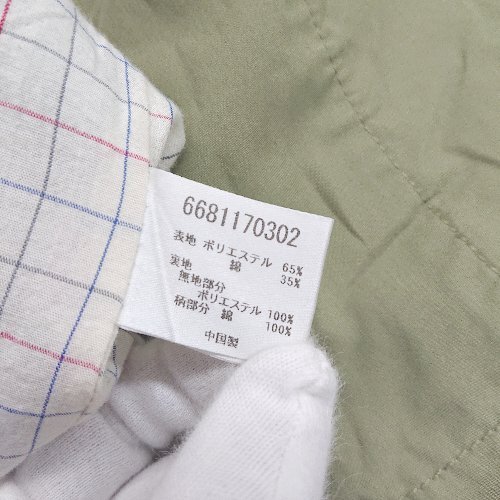 6681170302
表地 ポリエステル 65%
綿 35%
裏地
無地部分
ポリエステル 100%
柄部分 綿 100%
中国製